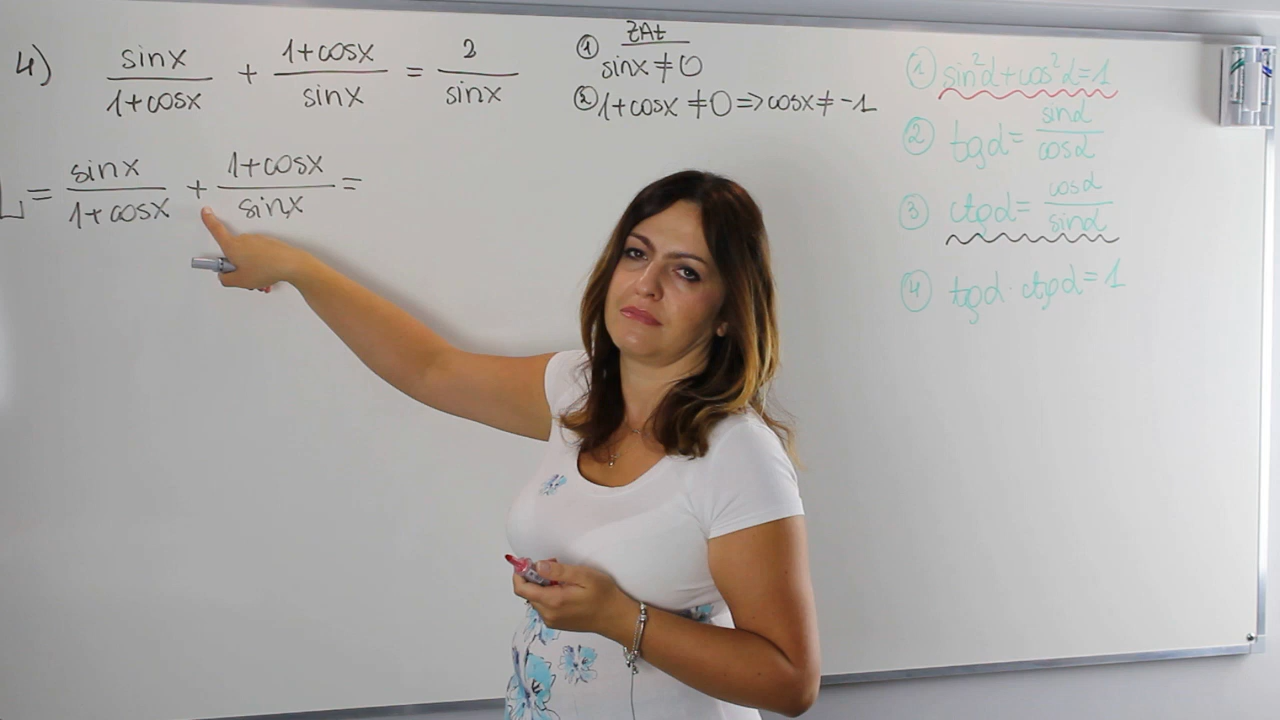 4) sinx/1+cosx + 1+cosx/sinx = 2/sinx
L = sinx/1+cosx + 1+cosx/sinx =
ZAŁ
① sinx ≠ 0
② 1+cosx ≠ 0 => cosx ≠ -1
① sin²α+cos²α=1
② tgα = sinα/cosα
③ ctgα = cosα/sinα
④ tgα · ctgα = 1